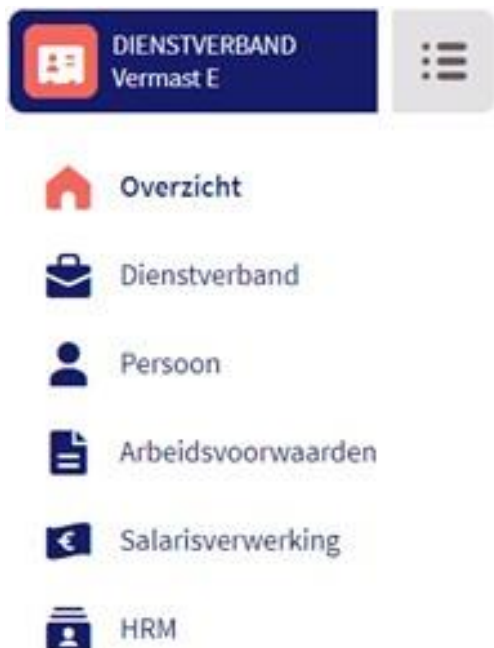 DIENSTVERBAND
Vermast E
Overzicht
Dienstverband
Persoon
Arbeidsvoorwaarden
Salarisverwerking
HRM